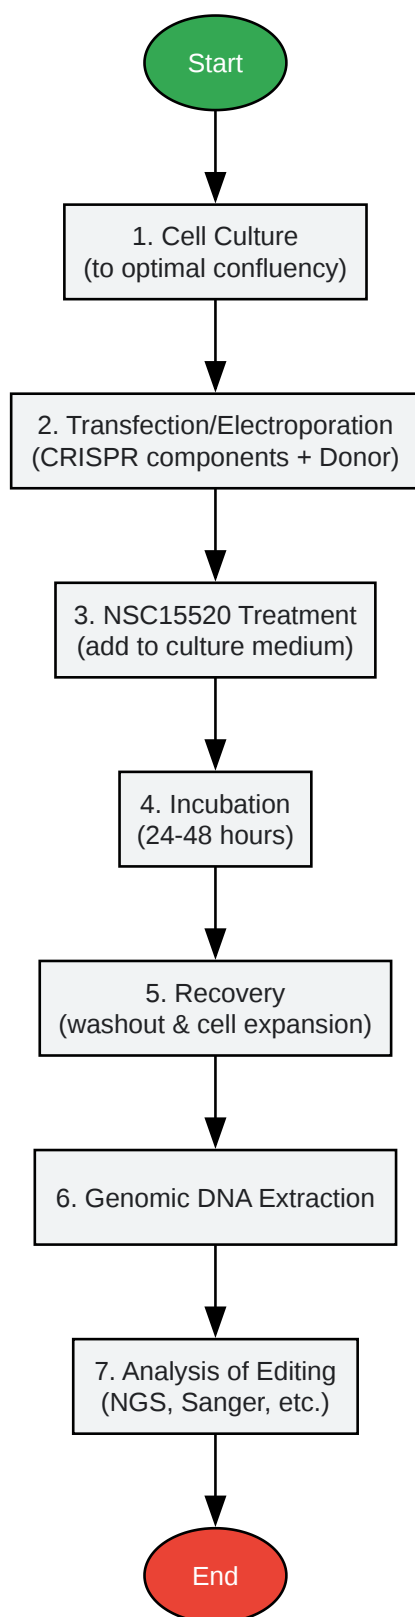 Start
1. Cell Culture
(to optimal confluency)
2. Transfection/Electroporation
(CRISPR components + Donor)
3. NSC15520 Treatment
(add to culture medium)
4. Incubation
(24-48 hours)
5. Recovery
(washout & cell expansion)
6. Genomic DNA Extraction
7. Analysis of Editing
(NGS, Sanger, etc.)
End